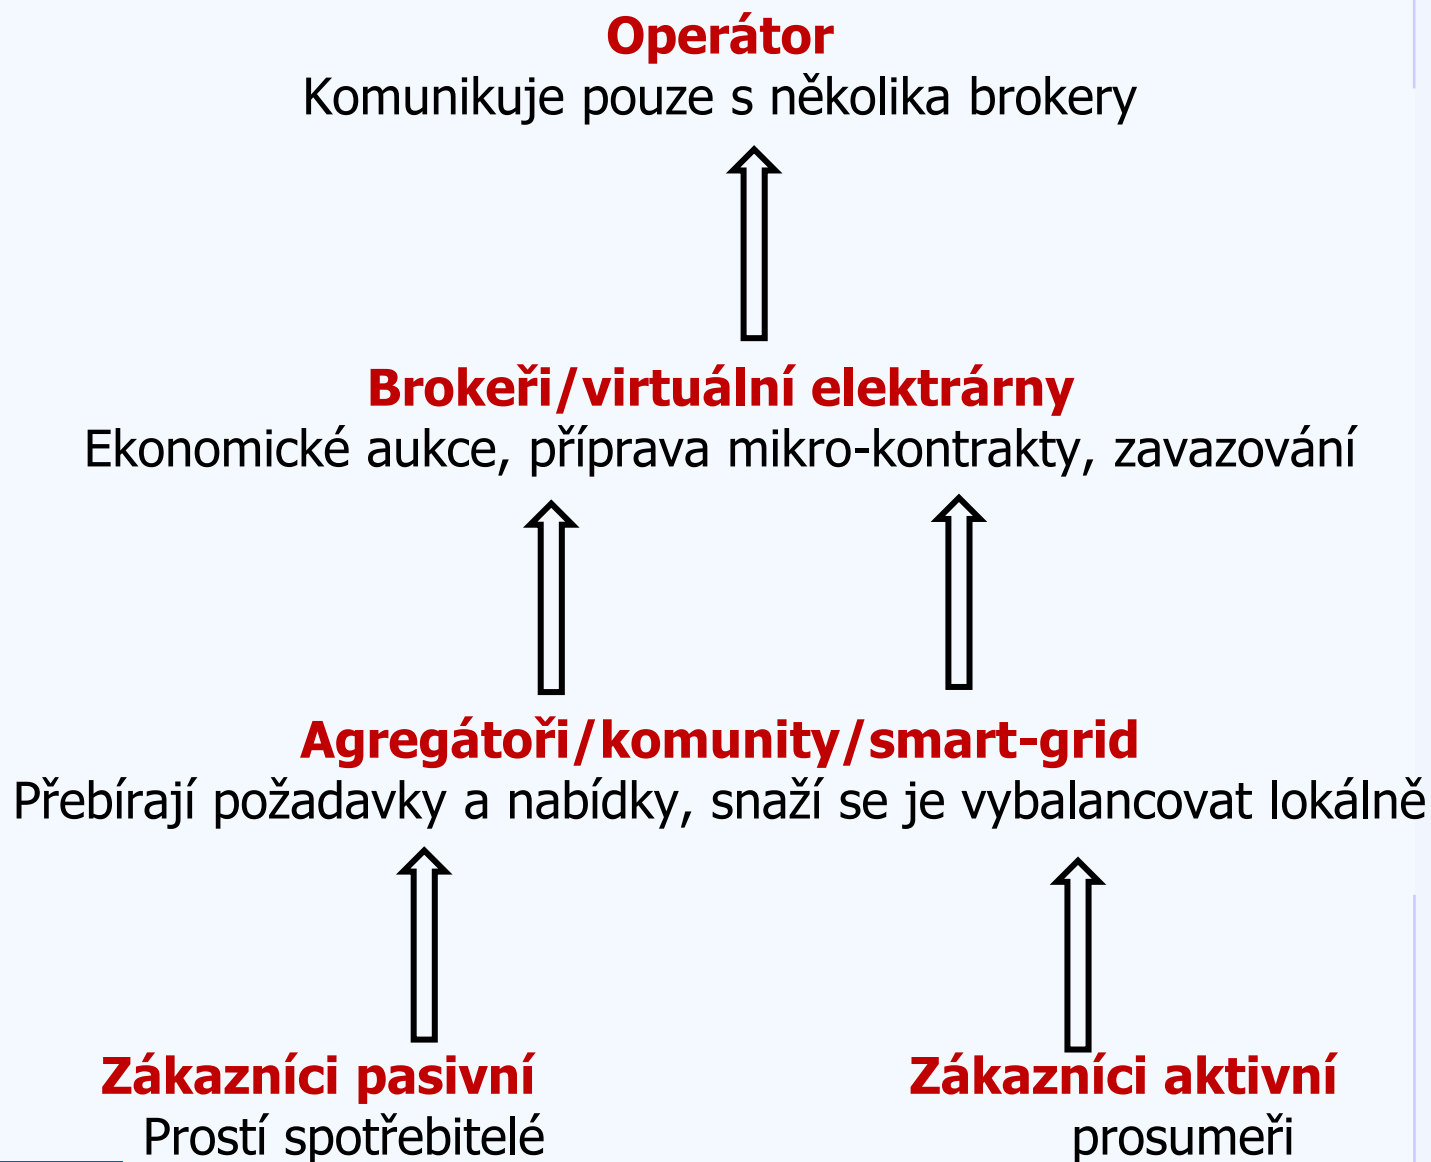 Operátor
Komunikuje pouze s několika brokery
Brokeři/virtuální elektrárny
Ekonomické aukce, příprava mikro-kontrakty, zavazování
Agregátoři/komunity/smart-grid
Přebírají požadavky a nabídky, snaží se je vybalancovat lokálně
Zákazníci pasivní
Zákazníci aktivní
Prostí spotřebitelé
prosumeři